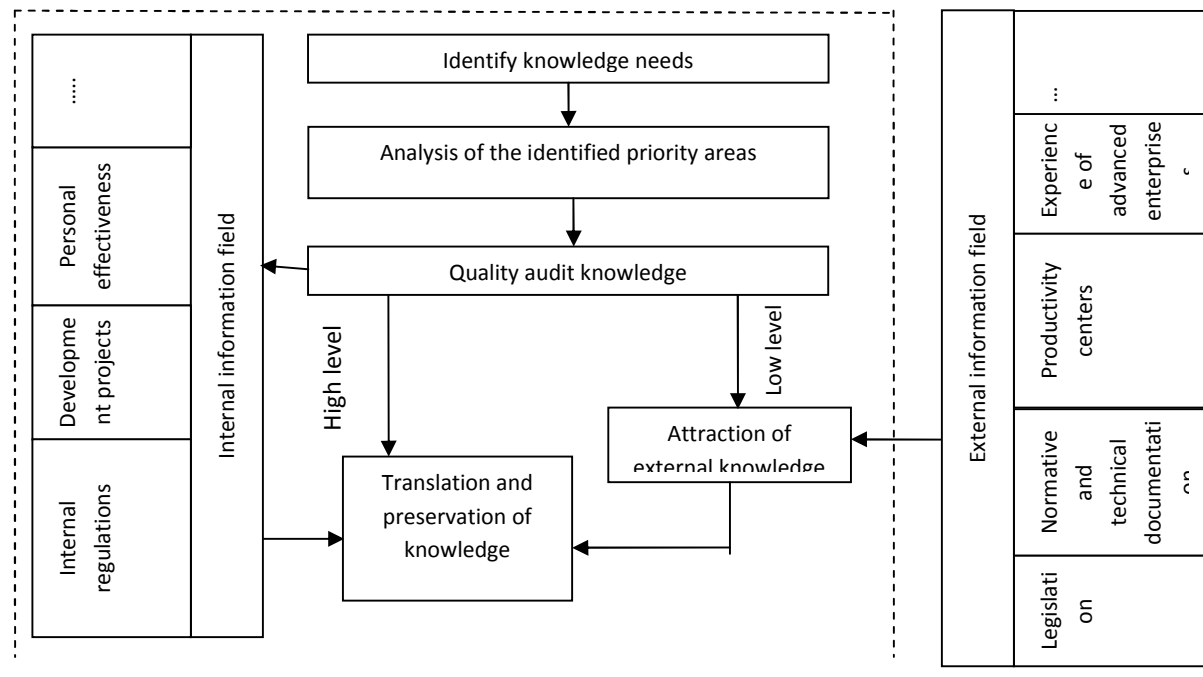 ......
Personal
effectiveness
Developme
nt projects
Internal
regulations
Internal information field
Identify knowledge needs
Analysis of the identified priority areas
Quality audit knowledge
High level
Low level
Attraction of
external knowledge
Translation and
preservation of
knowledge
External information field
...
Experienc
e of
advanced
enterprise
Productivity
centers
Normative
and
technical
documentati
on
Legislati
on